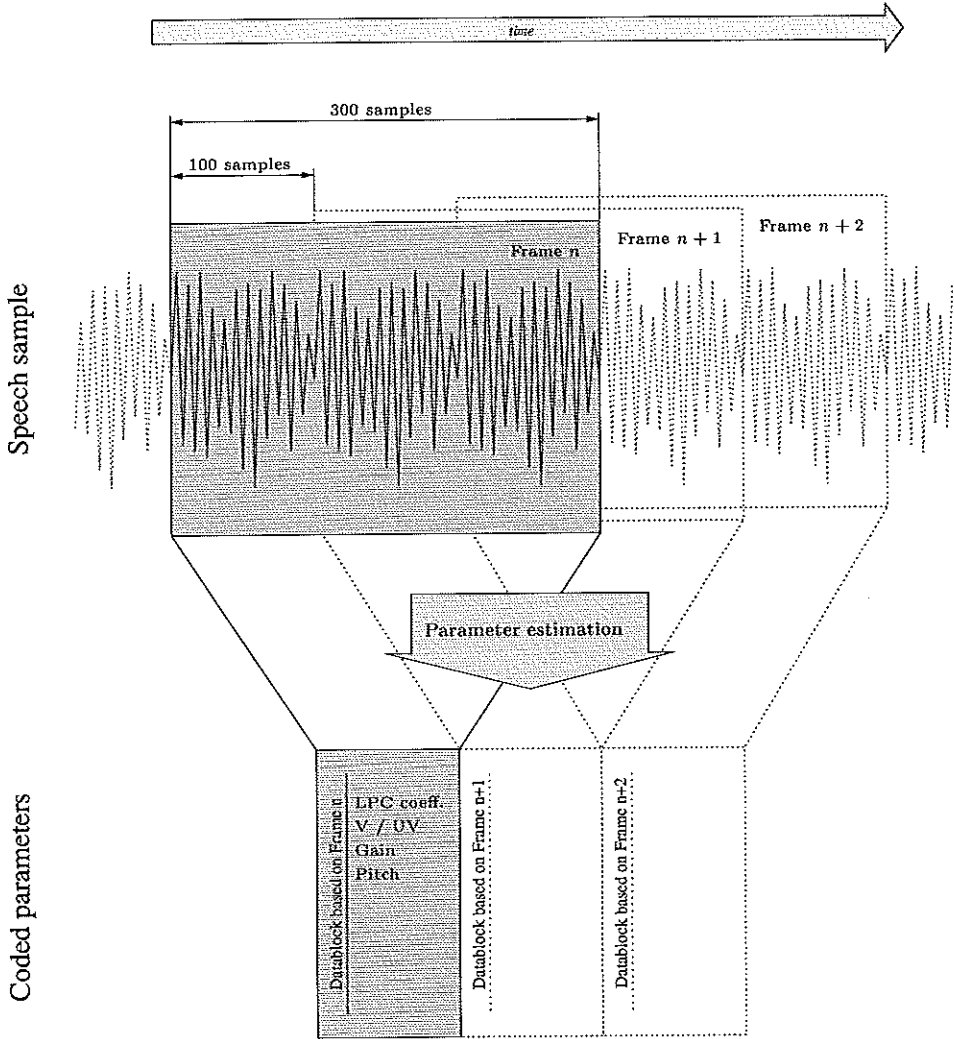 time
300 samples
100 samples
Frame n
Frame n + 1
Frame n + 2
Speech sample
Parameter estimation
Coded parameters
Datablock based on Frame n
LPC coeff.
V / UV
Gain
Pitch
Datablock based on Frame n+1
Datablock based on Frame n+2